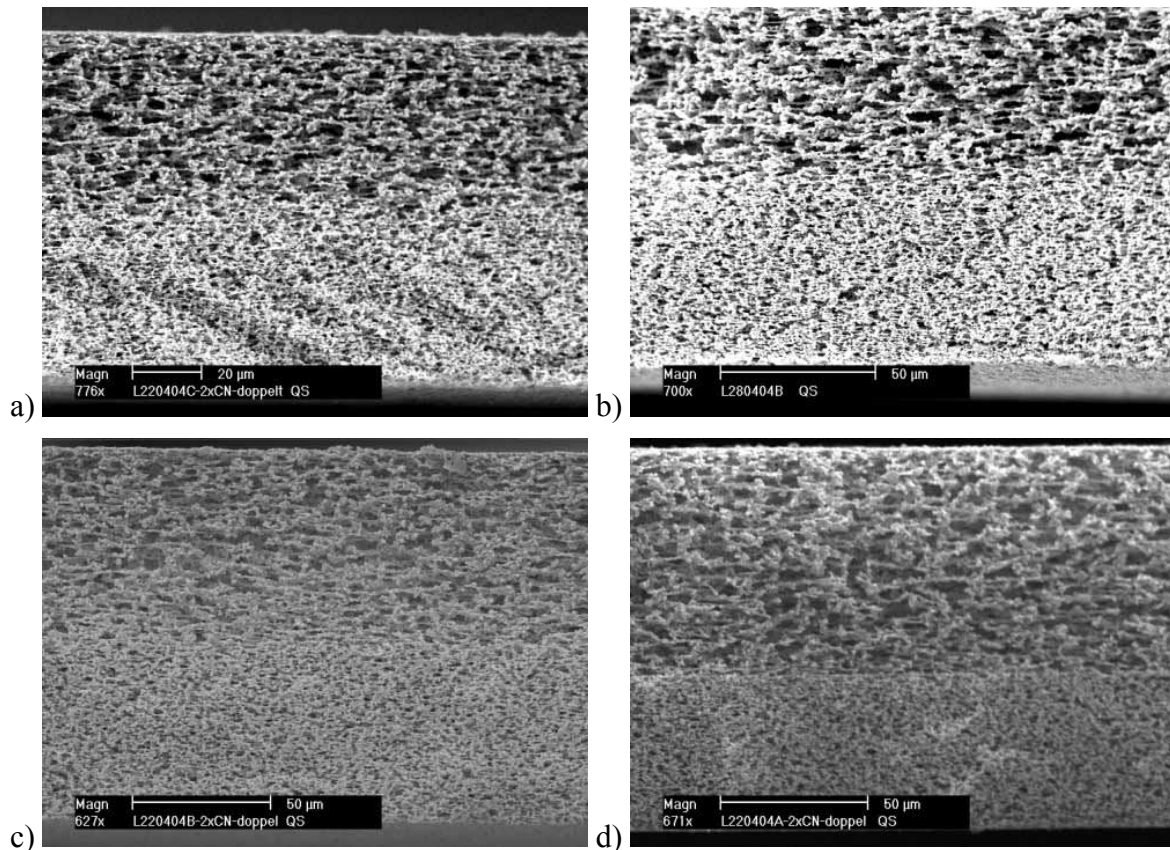 Magn 20 µm
776x L220404C-2xCN-doppelt QS
a)
Magn 50 µm
700x L280404B QS
b)
Magn 50 µm
627x L220404B-2xCN-doppel QS
c)
Magn 50 µm
671x L220404A-2xCN-doppel QS
d)